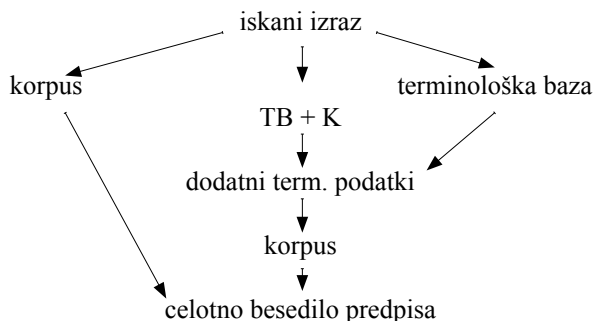 iskani izraz
korpus
terminološka baza
TB + K
dodatni term. podatki
korpus
celotno besedilo predpisa